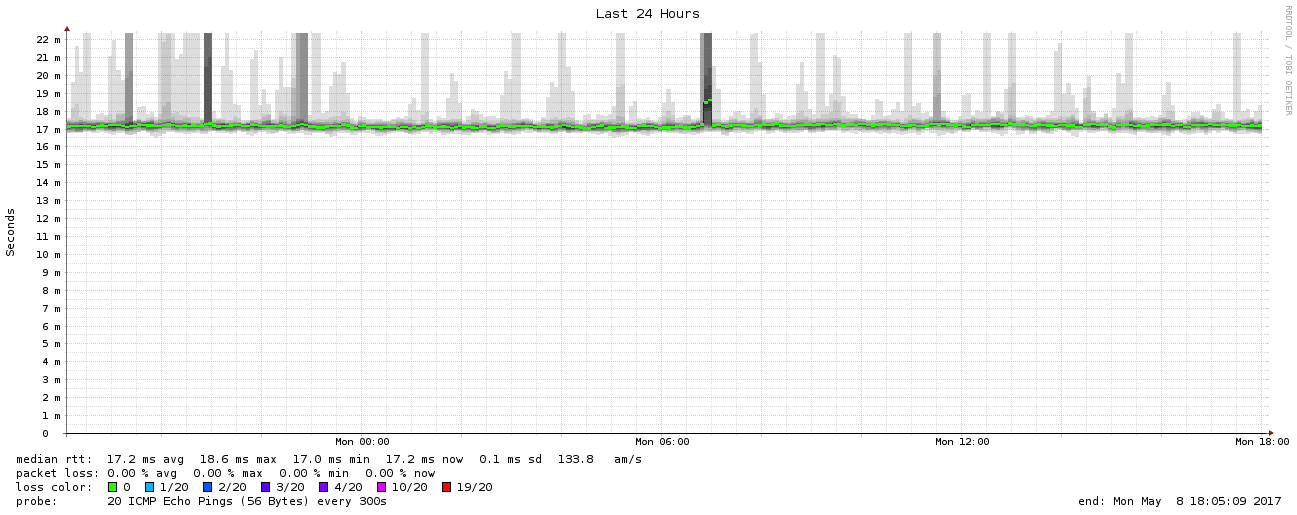 Last 24 Hours
RRDTOOL / TOBI OETIKER
Seconds
22 m
21 m
20 m
19 m
18 m
17 m
16 m
15 m
14 m
13 m
12 m
11 m
10 m
9 m
8 m
7 m
6 m
5 m
4 m
3 m
2 m
1 m
0
Mon 00:00 Mon 06:00 Mon 12:00 Mon 18:00
median rtt: 17.2 ms avg 18.6 ms max 17.0 ms min 17.2 ms now 0.1 ms sd 133.8 am/s
packet loss: 0.00 % avg 0.00 % max 0.00 % min 0.00 % now
loss color: 0 1/20 2/20 3/20 4/20 10/20 19/20
probe: 20 ICMP Echo Pings (56 Bytes) every 300s end: Mon May 8 18:05:09 2017